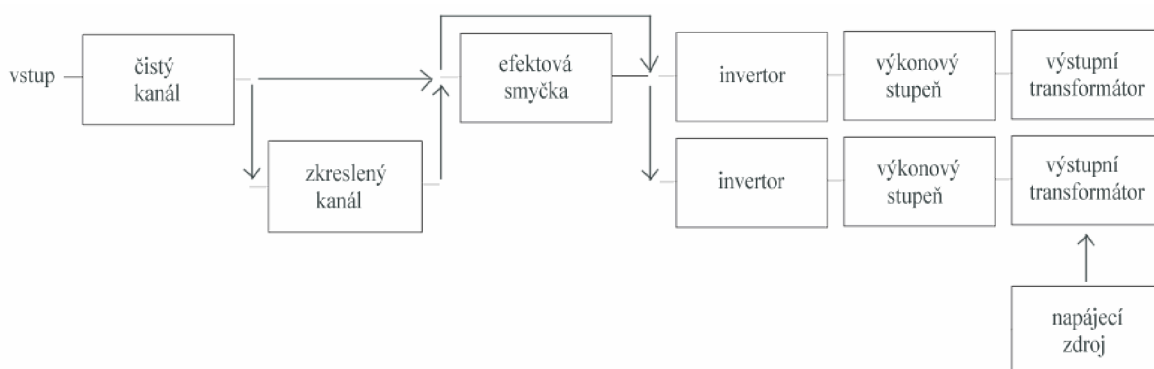 vstup
čistý
kanál
zkreslený
kanál
efektová
smyčka
invertor
výkonový
stupeň
výstupní
transformátor
invertor
výkonový
stupeň
výstupní
transformátor
napájecí
zdroj